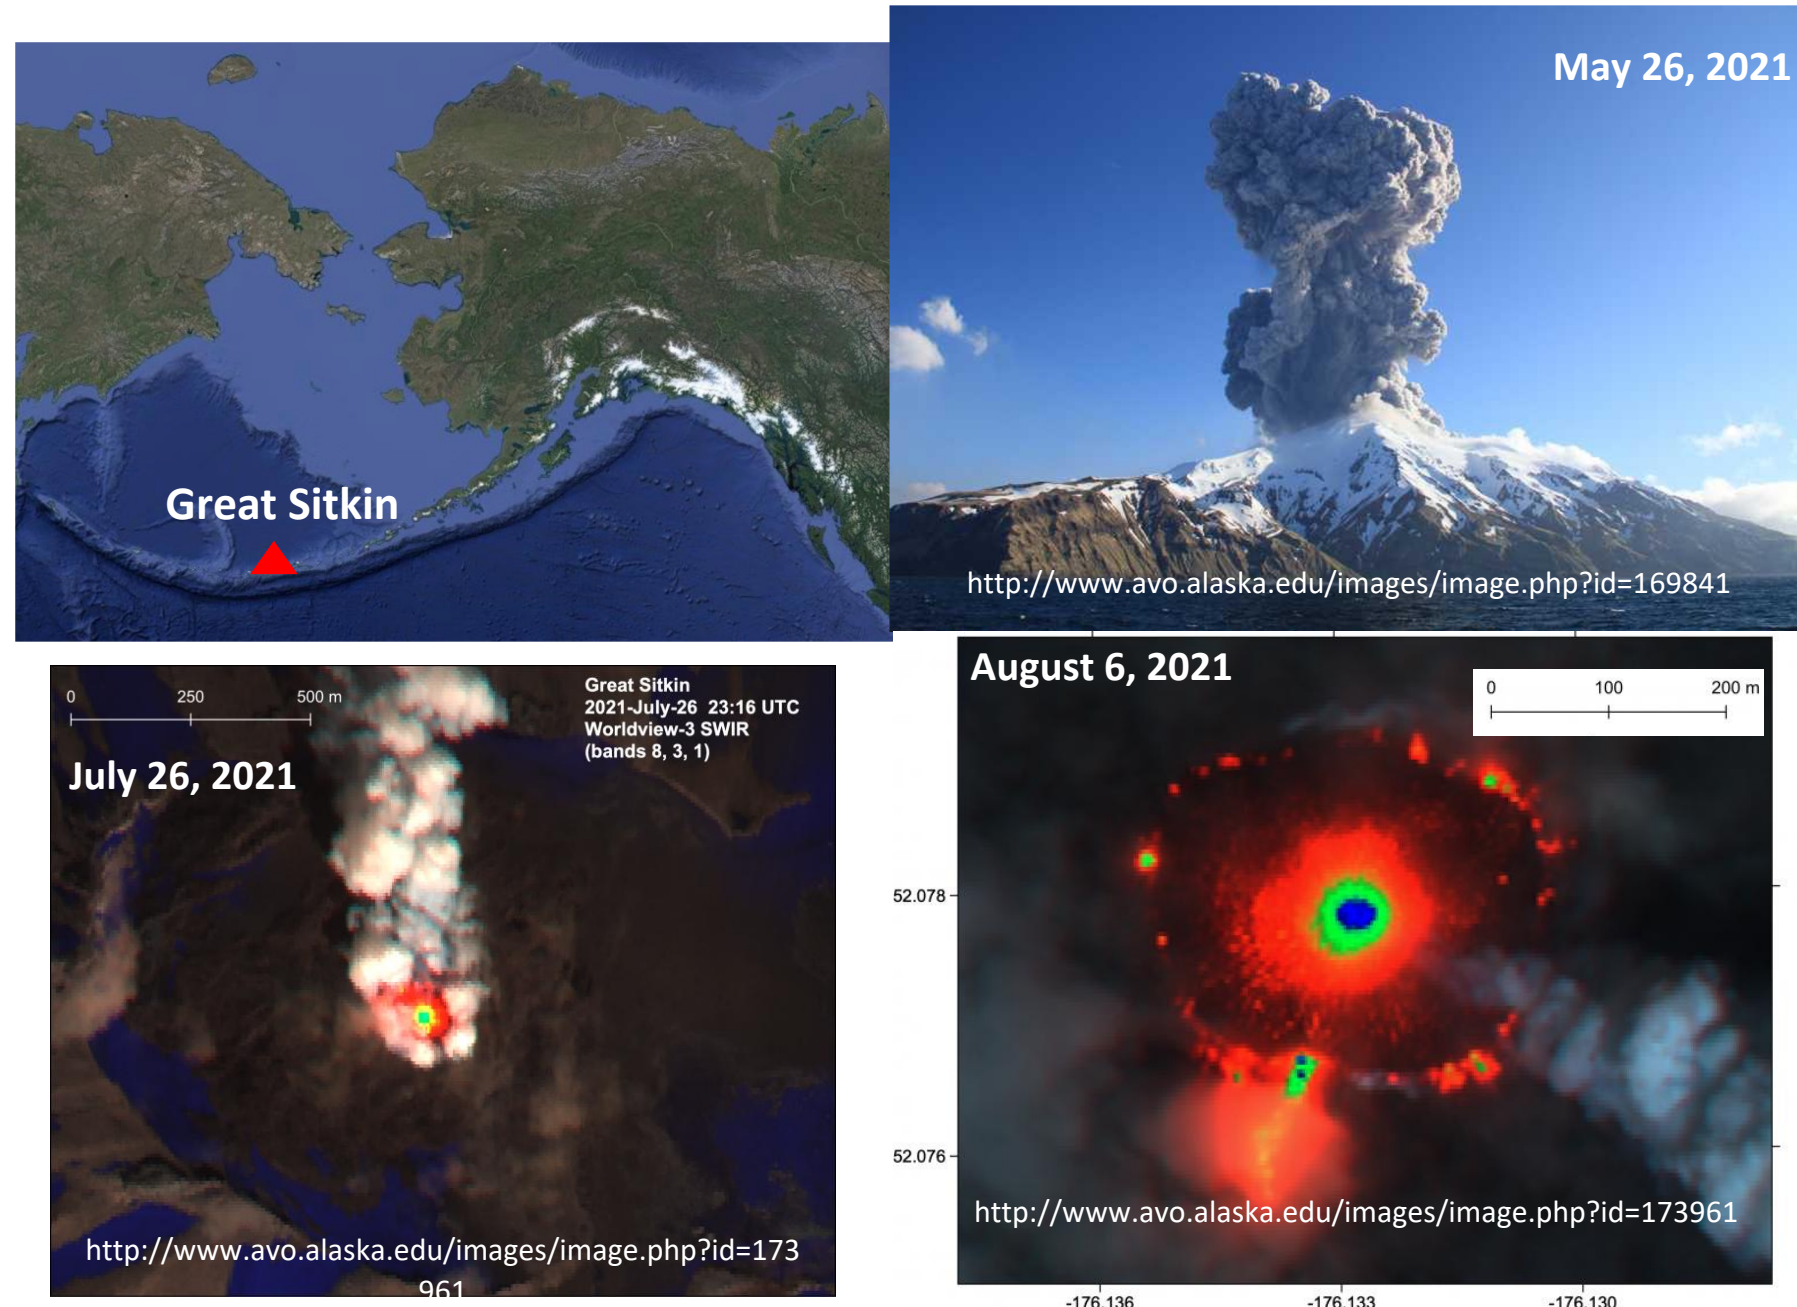 Great Sitkin
May 26, 2021
http://www.avo.alaska.edu/images/image.php?id=169841
0 250 500 m
Great Sitkin
2021-July-26 23:16 UTC
Worldview-3 SWIR
(bands 8, 3, 1)
July 26, 2021
http://www.avo.alaska.edu/images/image.php?id=173
961
August 6, 2021
0 100 200 m
52.078
52.076
http://www.avo.alaska.edu/images/image.php?id=173961
-176.136 -176.133 -176.130